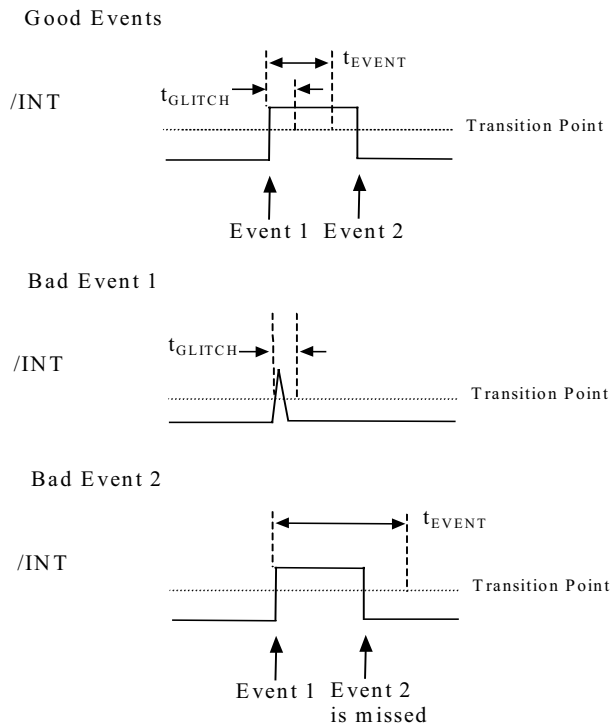 Good Events
tEVENT
/INT
tGLITCH
Transition Point
Event 1 Event 2
Bad Event 1
tGLITCH
/INT
Transition Point
Bad Event 2
tEVENT
/INT
Transition Point
Event 1 Event 2
is missed